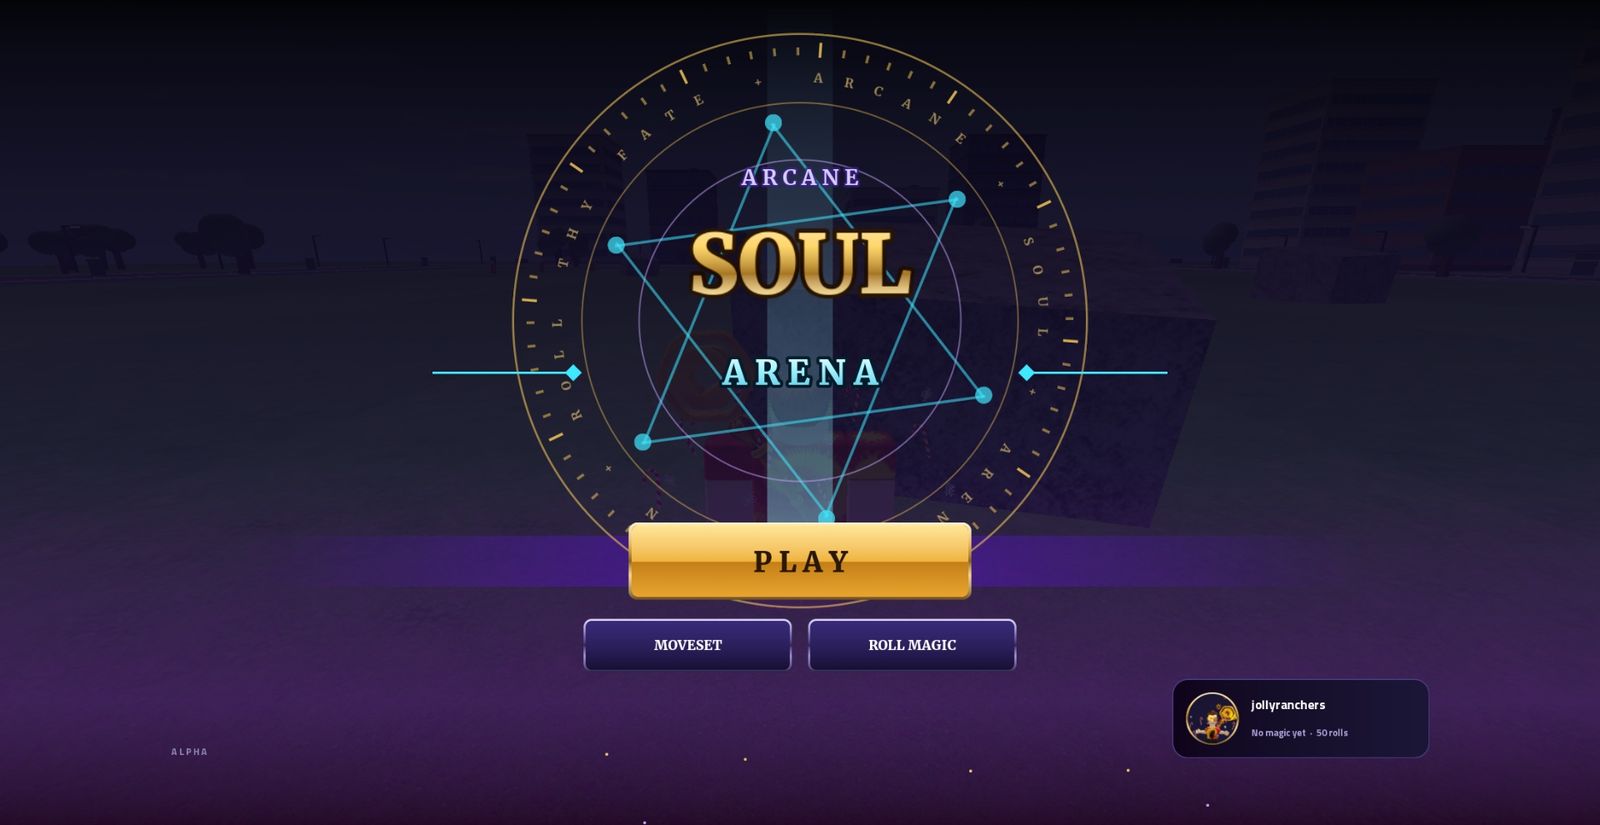 ARCANE + SOUL + AREN
N + ROLL THY FATE +
ARCANE
SOUL
ARENA
PLAY
MOVESET
ROLL MAGIC
jollyranchers
No magic yet · 50 rolls
ALPHA